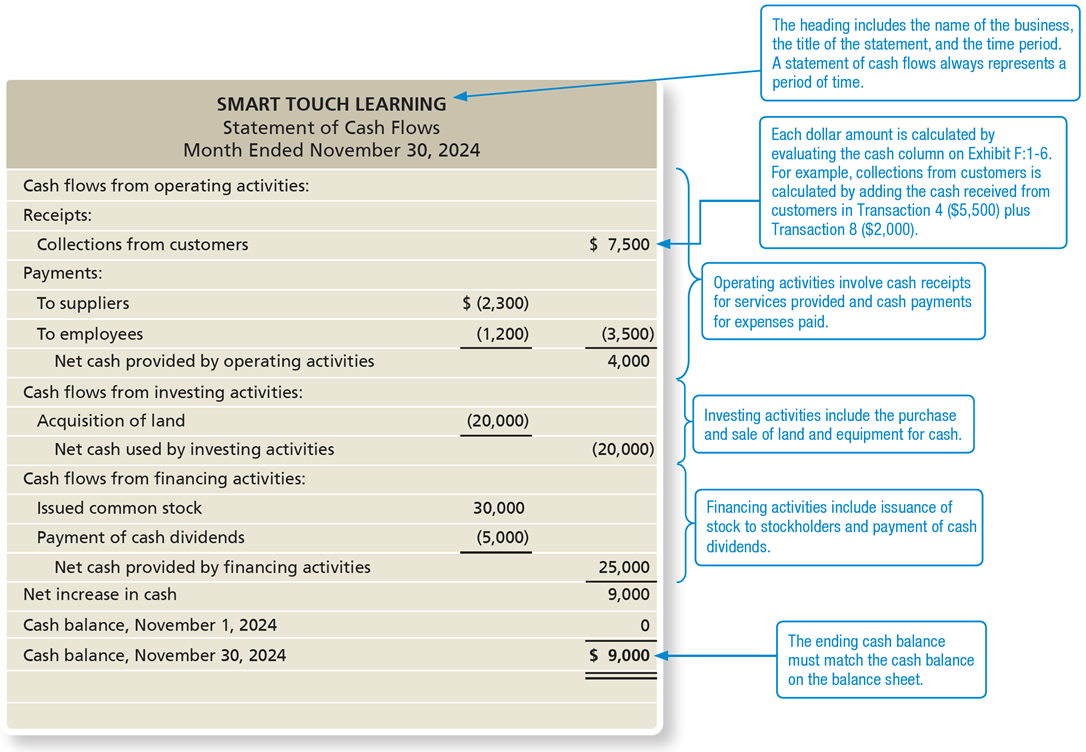 SMART TOUCH LEARNING
Statement of Cash Flows
Month Ended November 30, 2024
Cash flows from operating activities:
Receipts:
Collections from customers $ 7,500
Payments:
To suppliers $ (2,300)
To employees (1,200) (3,500)
Net cash provided by operating activities 4,000
Cash flows from investing activities:
Acquisition of land (20,000)
Net cash used by investing activities (20,000)
Cash flows from financing activities:
Issued common stock 30,000
Payment of cash dividends (5,000)
Net cash provided by financing activities 25,000
Net increase in cash 9,000
Cash balance, November 1, 2024 0
Cash balance, November 30, 2024 $ 9,000
The heading includes the name of the business,
the title of the statement, and the time period.
A statement of cash flows always represents a
period of time.
Each dollar amount is calculated by
evaluating the cash column on Exhibit F:1-6.
For example, collections from customers is
calculated by adding the cash received from
customers in Transaction 4 ($5,500) plus
Transaction 8 ($2,000).
Operating activities involve cash receipts
for services provided and cash payments
for expenses paid.
Investing activities include the purchase
and sale of land and equipment for cash.
Financing activities include issuance of
stock to stockholders and payment of cash
dividends.
The ending cash balance
must match the cash balance
on the balance sheet.